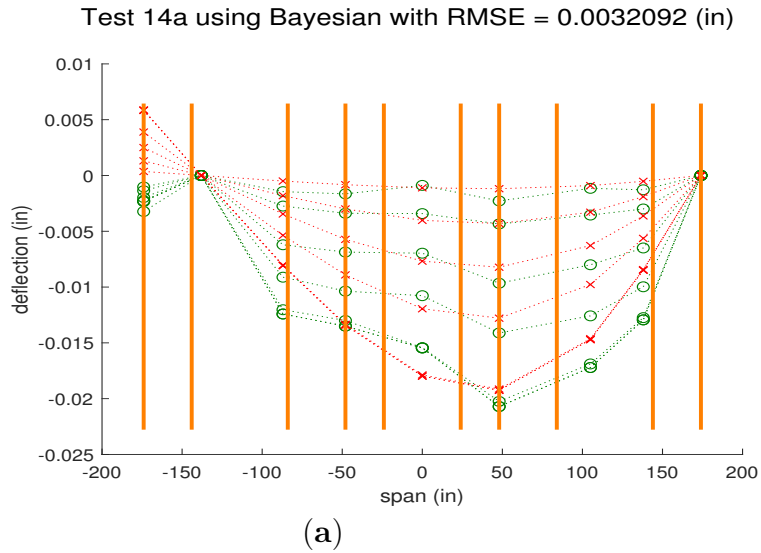 Test 14a using Bayesian with RMSE = 0.0032092 (in)
0.01
0.005
0
-0.005
-0.01
-0.015
-0.02
-0.025
deflection (in)
-200 -150 -100 -50 0 50 100 150 200
span (in)
(a)